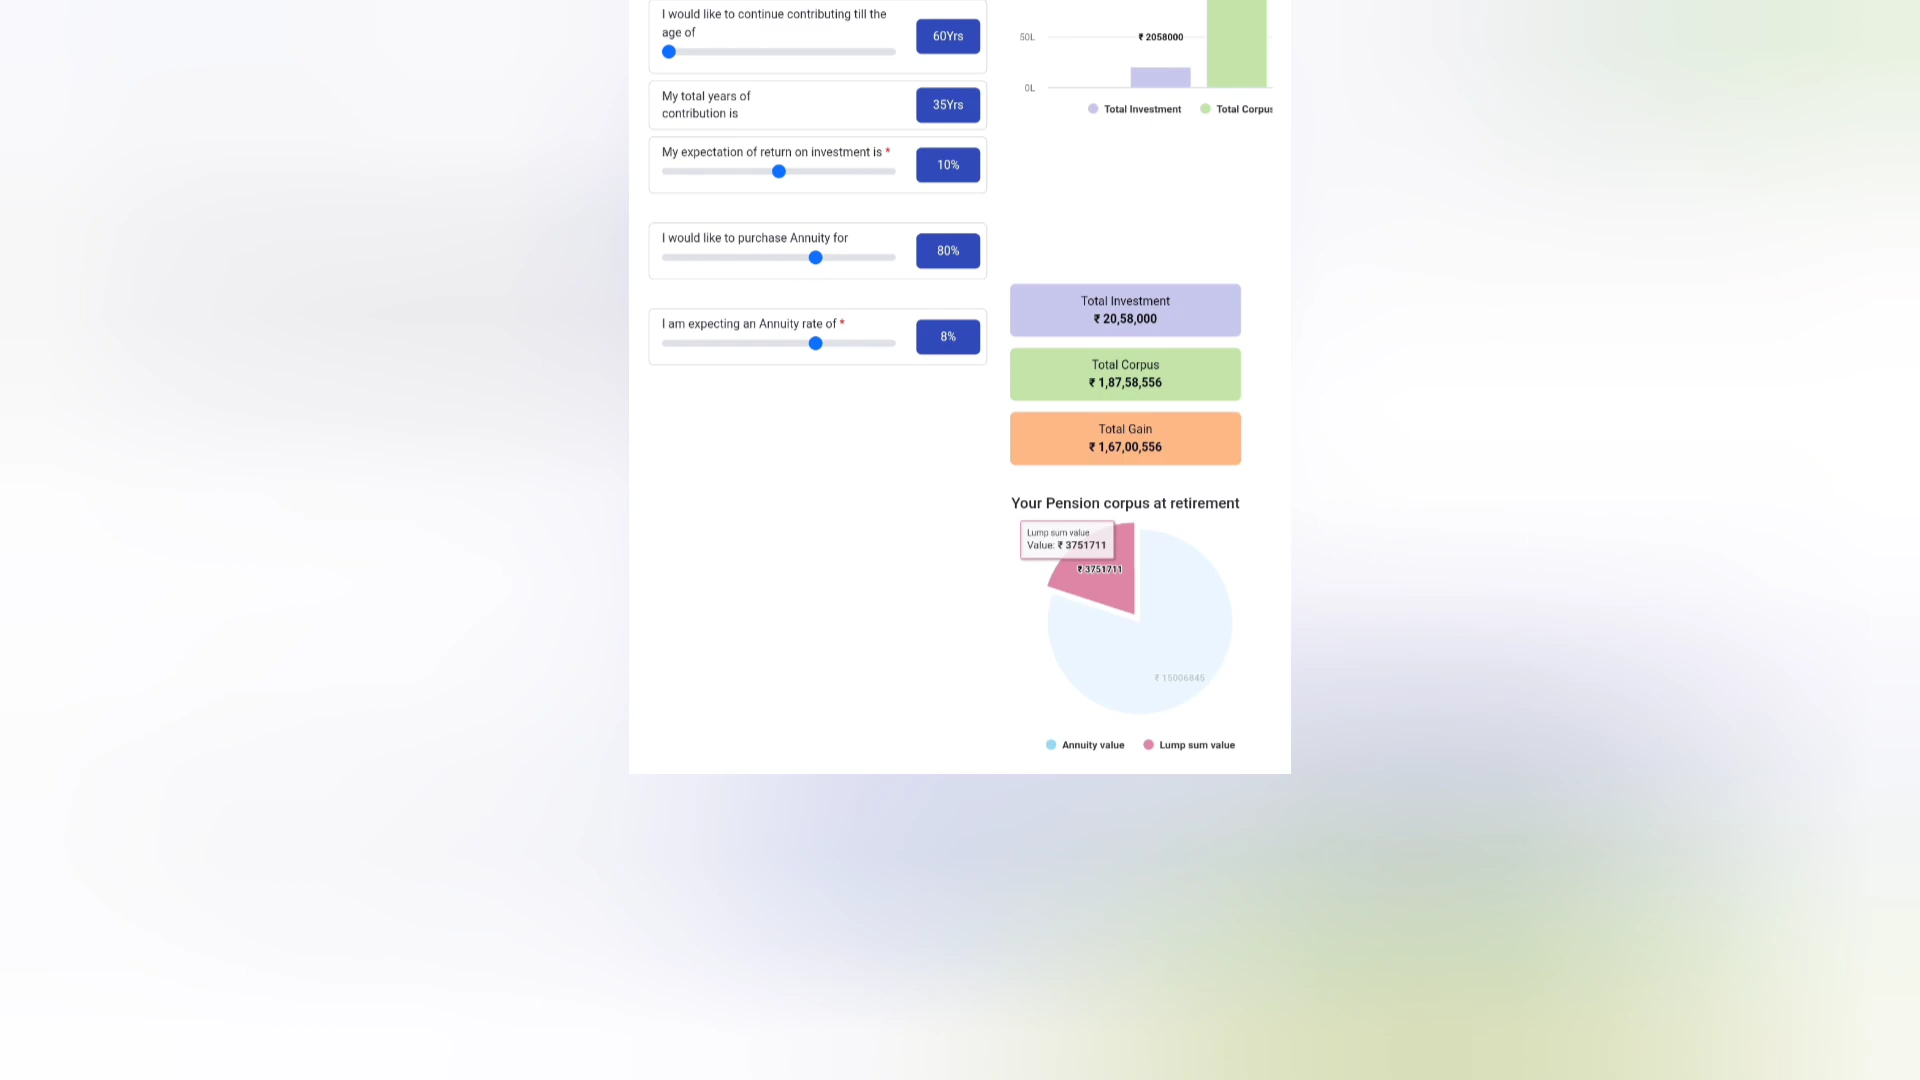 I would like to continue contributing till the
age of
60Yrs
My total years of
contribution is
35Yrs
My expectation of return on investment is *
10%
I would like to purchase Annuity for
80%
I am expecting an Annuity rate of *
8%
50L
₹ 2058000
0L
Total Investment
Total Corpus
Total Investment
₹ 20,58,000
Total Corpus
₹ 1,87,58,556
Total Gain
₹ 1,67,00,556
Your Pension corpus at retirement
Lump sum value
Value: ₹ 3751711
₹ 3751711
₹ 15006845
Annuity value
Lump sum value